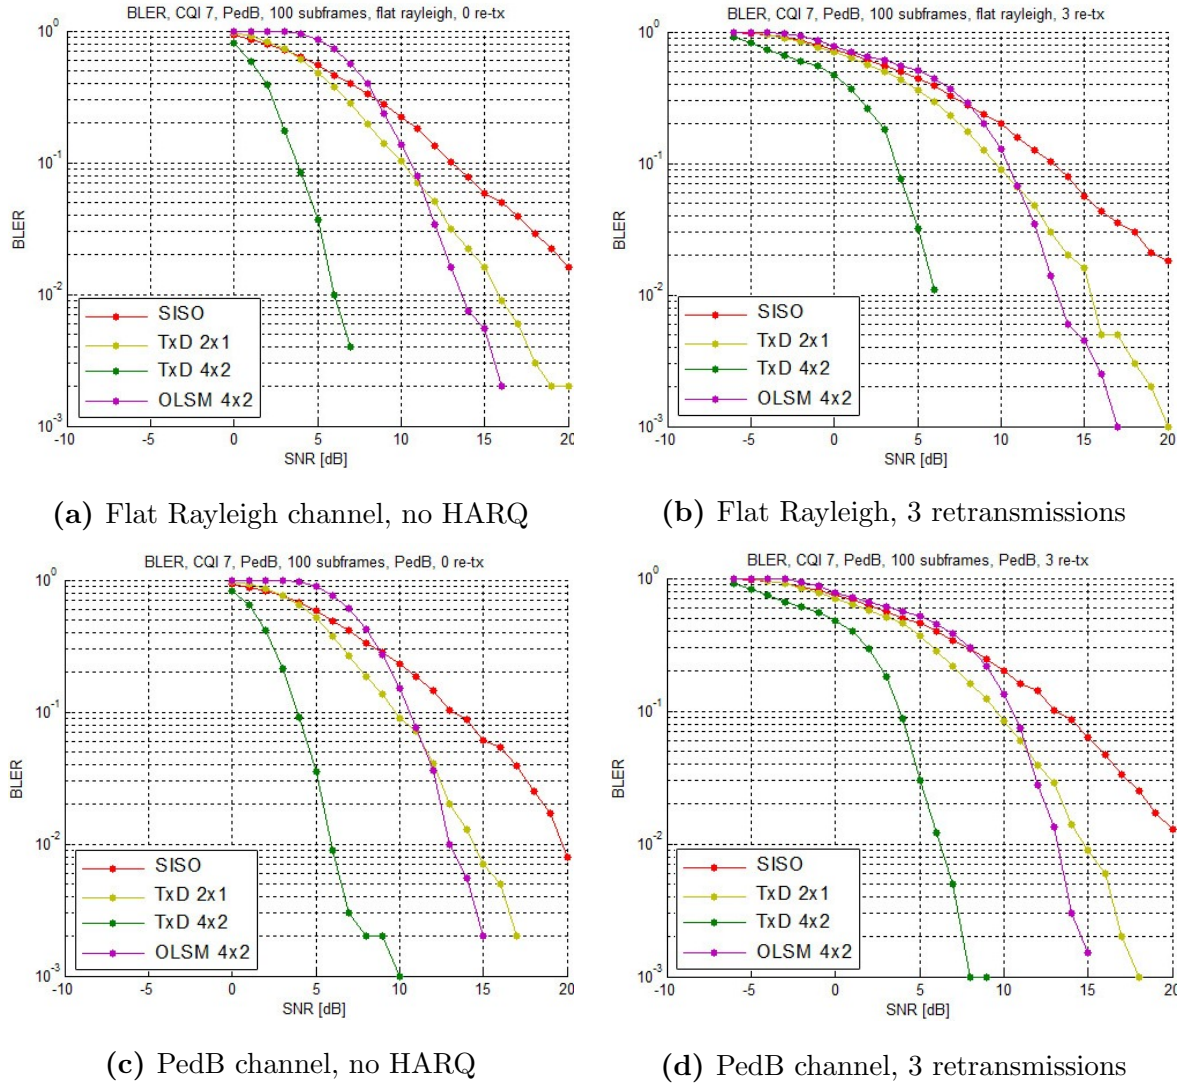 BLER, CQI 7, PedB, 100 subframes, flat rayleigh, 0 re-tx
10^0
10^-1
10^-2
10^-3
BLER
SISO
TxD 2x1
TxD 4x2
OLSM 4x2
-10 -5 0 5 10 15 20
SNR [dB]
(a) Flat Rayleigh channel, no HARQ
BLER, CQI 7, PedB, 100 subframes, flat rayleigh, 3 re-tx
10^0
10^-1
10^-2
10^-3
BLER
SISO
TxD 2x1
TxD 4x2
OLSM 4x2
-10 -5 0 5 10 15 20
SNR [dB]
(b) Flat Rayleigh, 3 retransmissions
BLER, CQI 7, PedB, 100 subframes, PedB, 0 re-tx
10^0
10^-1
10^-2
10^-3
BLER
SISO
TxD 2x1
TxD 4x2
OLSM 4x2
-10 -5 0 5 10 15 20
SNR [dB]
(c) PedB channel, no HARQ
BLER, CQI 7, PedB, 100 subframes, PedB, 3 re-tx
10^0
10^-1
10^-2
10^-3
BLER
SISO
TxD 2x1
TxD 4x2
OLSM 4x2
-10 -5 0 5 10 15 20
SNR [dB]
(d) PedB channel, 3 retransmissions